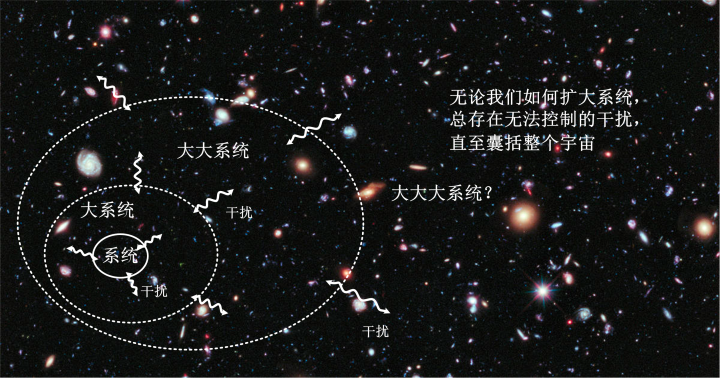 无论我们如何扩大系统，
总存在无法控制的干扰，
直至囊括整个宇宙
大大系统
大大大系统？
大系统
干扰
系统
干扰
干扰